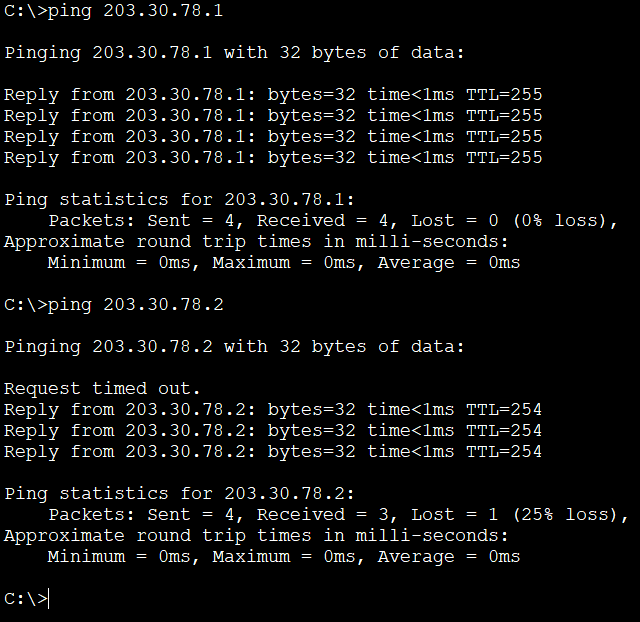 C:\>ping 203.30.78.1
Pinging 203.30.78.1 with 32 bytes of data:
Reply from 203.30.78.1: bytes=32 time<1ms TTL=255
Reply from 203.30.78.1: bytes=32 time<1ms TTL=255
Reply from 203.30.78.1: bytes=32 time<1ms TTL=255
Reply from 203.30.78.1: bytes=32 time<1ms TTL=255
Ping statistics for 203.30.78.1:
    Packets: Sent = 4, Received = 4, Lost = 0 (0% loss),
Approximate round trip times in milli-seconds:
    Minimum = 0ms, Maximum = 0ms, Average = 0ms
C:\>ping 203.30.78.2
Pinging 203.30.78.2 with 32 bytes of data:
Request timed out.
Reply from 203.30.78.2: bytes=32 time<1ms TTL=254
Reply from 203.30.78.2: bytes=32 time<1ms TTL=254
Reply from 203.30.78.2: bytes=32 time<1ms TTL=254
Ping statistics for 203.30.78.2:
    Packets: Sent = 4, Received = 3, Lost = 1 (25% loss),
Approximate round trip times in milli-seconds:
    Minimum = 0ms, Maximum = 0ms, Average = 0ms
C:\>